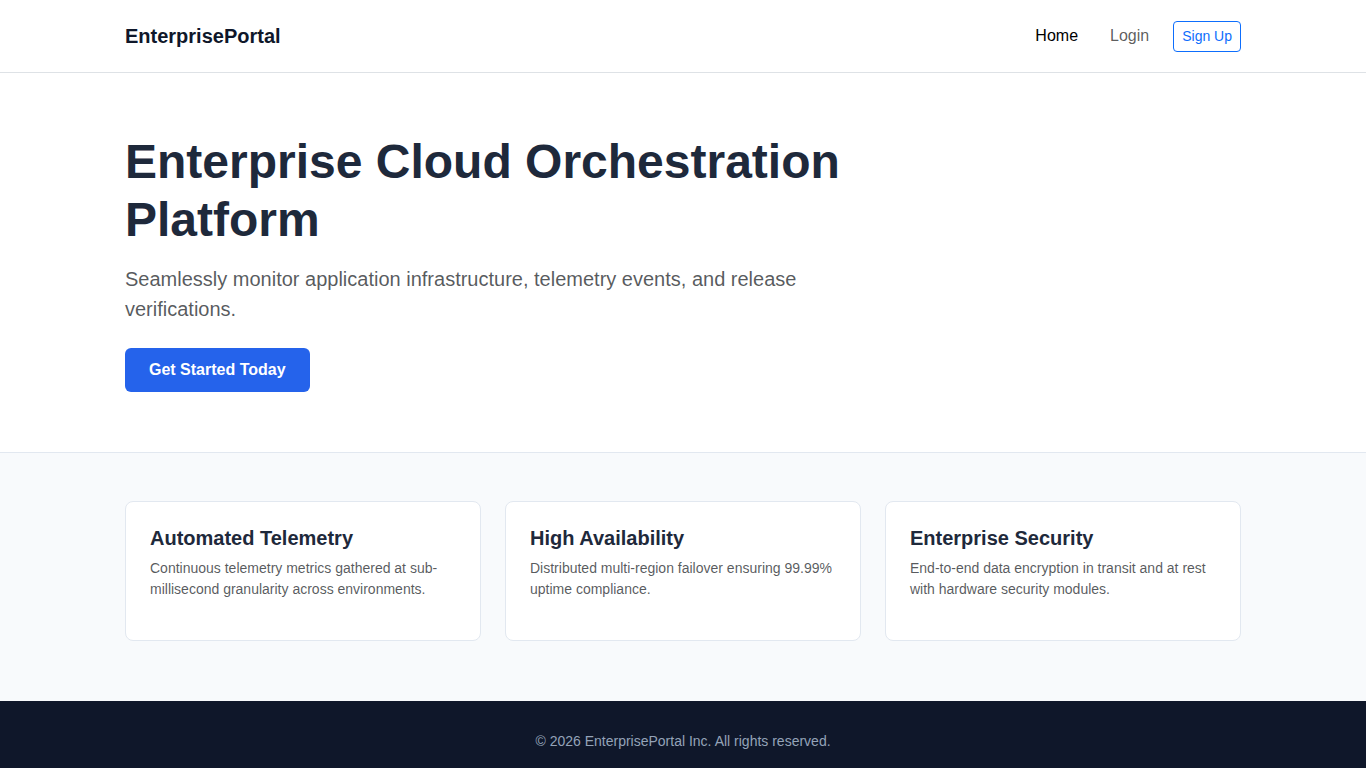 EnterprisePortal
Home
Login
Sign Up
Enterprise Cloud Orchestration
Platform
Seamlessly monitor application infrastructure, telemetry events, and release
verifications.
Get Started Today
Automated Telemetry
Continuous telemetry metrics gathered at sub-
millisecond granularity across environments.
High Availability
Distributed multi-region failover ensuring 99.99%
uptime compliance.
Enterprise Security
End-to-end data encryption in transit and at rest
with hardware security modules.
© 2026 EnterprisePortal Inc. All rights reserved.